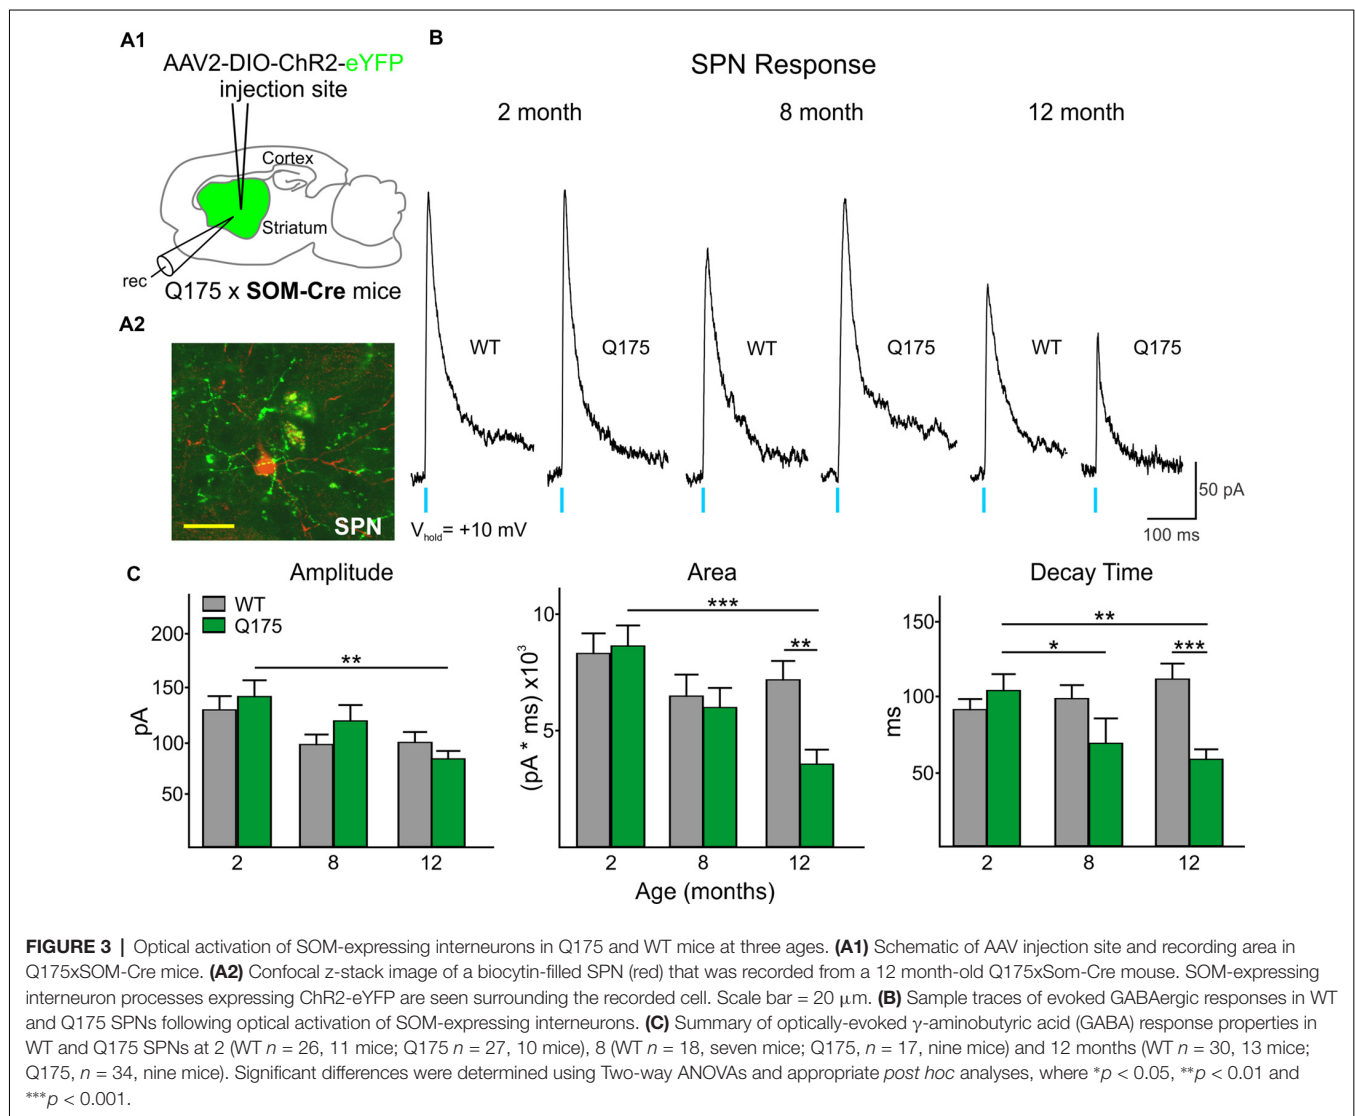 A1
AAV2-DIO-ChR2-eYFP
injection site
Cortex
Striatum
rec
Q175 x SOM-Cre mice
A2
SPN
B
SPN Response
2 month
8 month
12 month
WT
Q175
WT
Q175
WT
Q175
50 pA
100 ms
Vhold= +10 mV
C
Amplitude
WT
Q175
200
150
100
50
pA
**
2
8
12
Area
10
5
(pA * ms) x10³
***
**
2
8
12
Age (months)
Decay Time
150
100
50
ms
**
*
***
2
8
12
FIGURE 3 | Optical activation of SOM-expressing interneurons in Q175 and WT mice at three ages. (A1) Schematic of AAV injection site and recording area in
Q175xSOM-Cre mice. (A2) Confocal z-stack image of a biocytin-filled SPN (red) that was recorded from a 12 month-old Q175xSom-Cre mouse. SOM-expressing
interneuron processes expressing ChR2-eYFP are seen surrounding the recorded cell. Scale bar = 20 μm. (B) Sample traces of evoked GABAergic responses in WT
and Q175 SPNs following optical activation of SOM-expressing interneurons. (C) Summary of optically-evoked γ-aminobutyric acid (GABA) response properties in
WT and Q175 SPNs at 2 (WT n = 26, 11 mice; Q175 n = 27, 10 mice), 8 (WT n = 18, seven mice; Q175, n = 17, nine mice) and 12 months (WT n = 30, 13 mice;
Q175, n = 34, nine mice). Significant differences were determined using Two-way ANOVAs and appropriate post hoc analyses, where *p < 0.05, **p < 0.01 and
***p < 0.001.